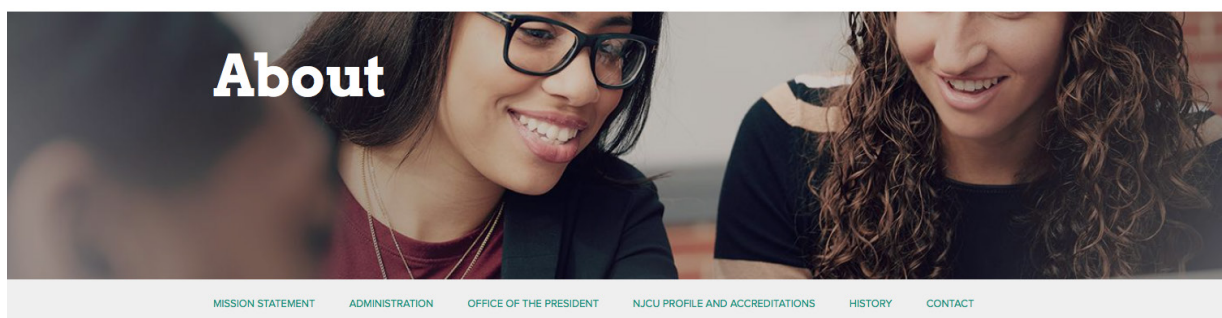 About
MISSION STATEMENT ADMINISTRATION OFFICE OF THE PRESIDENT NJCU PROFILE AND ACCREDITATIONS HISTORY CONTACT